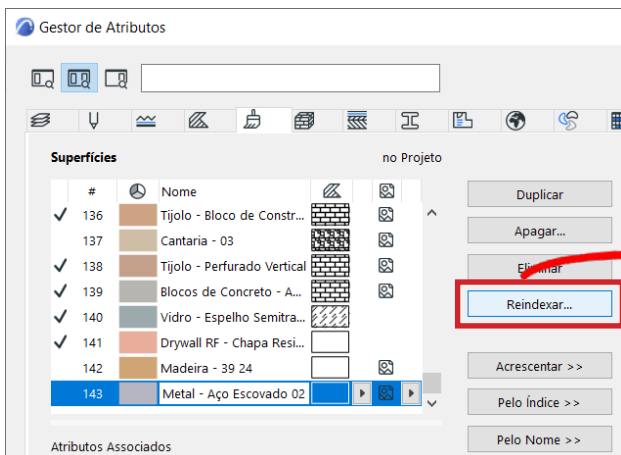 Gestor de Atributos
Superfícies no Projeto
# Nome
136 Tijolo - Bloco de Constr...
137 Cantaria - 03
138 Tijolo - Perfurado Vertical
139 Blocos de Concreto - A...
140 Vidro - Espelho Semitra...
141 Drywall RF - Chapa Resi...
142 Madeira - 39 24
143 Metal - Aço Escovado 02
Atributos Associados
Duplicar
Apagar...
Eliminar
Reindexar...
Acrescentar >>
Pelo Índice >>
Pelo Nome >>